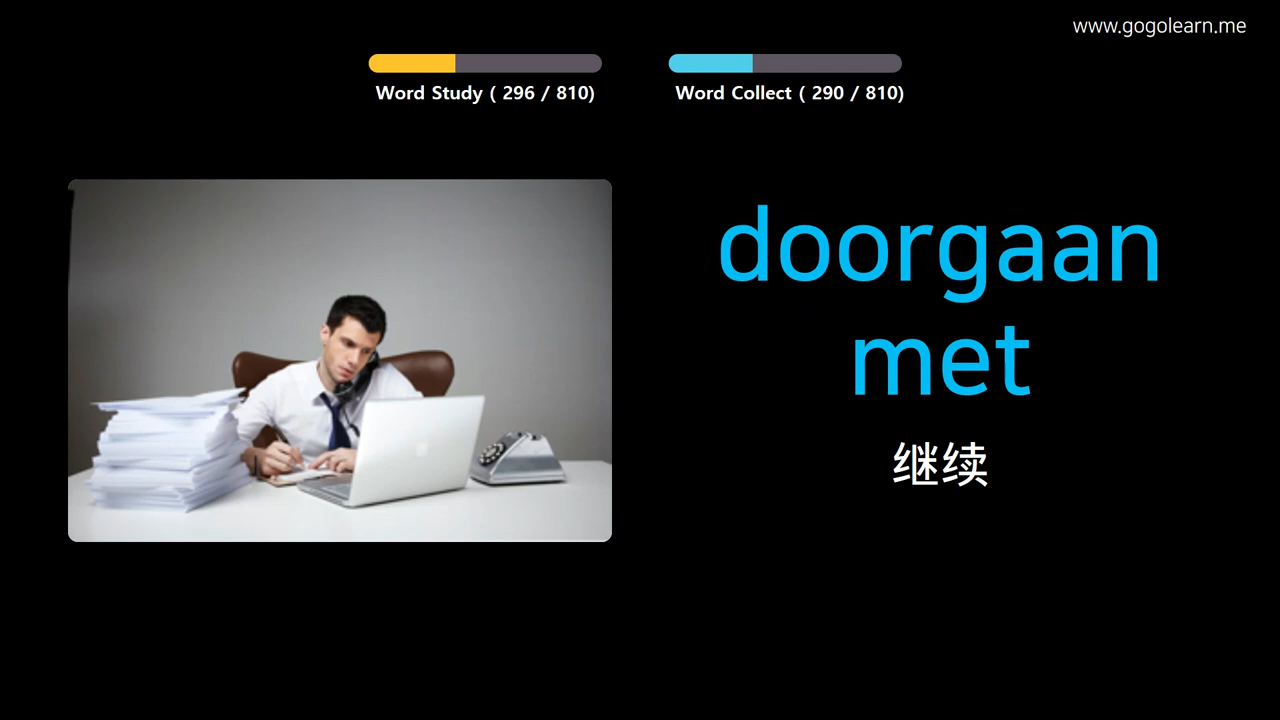 www.gogolearn.me
Word Study ( 296 / 810)
Word Collect ( 290 / 810)
doorgaan
met
继续